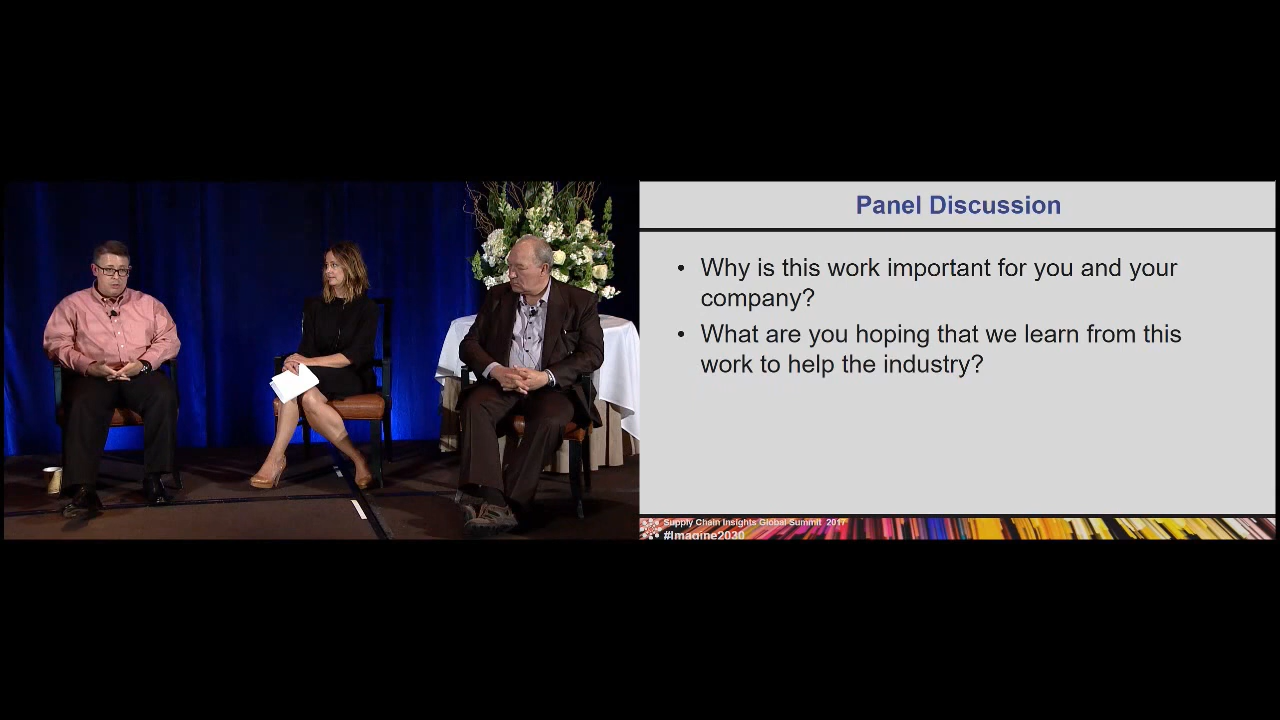 Panel Discussion
• Why is this work important for you and your
company?
• What are you hoping that we learn from this
work to help the industry?
Supply Chain Insights Global Summit 2017
#Imagine2030